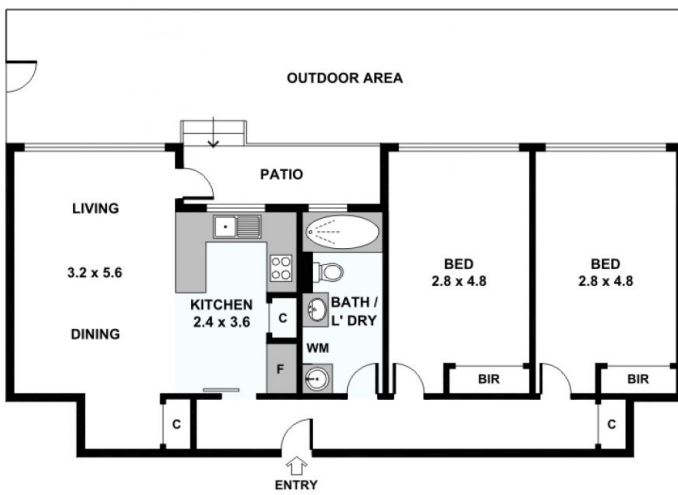 OUTDOOR AREA
PATIO
LIVING
3.2 x 5.6
DINING
KITCHEN
2.4 x 3.6
C
F
BATH /
L' DRY
WM
BED
2.8 x 4.8
BIR
BED
2.8 x 4.8
BIR
C
C
ENTRY